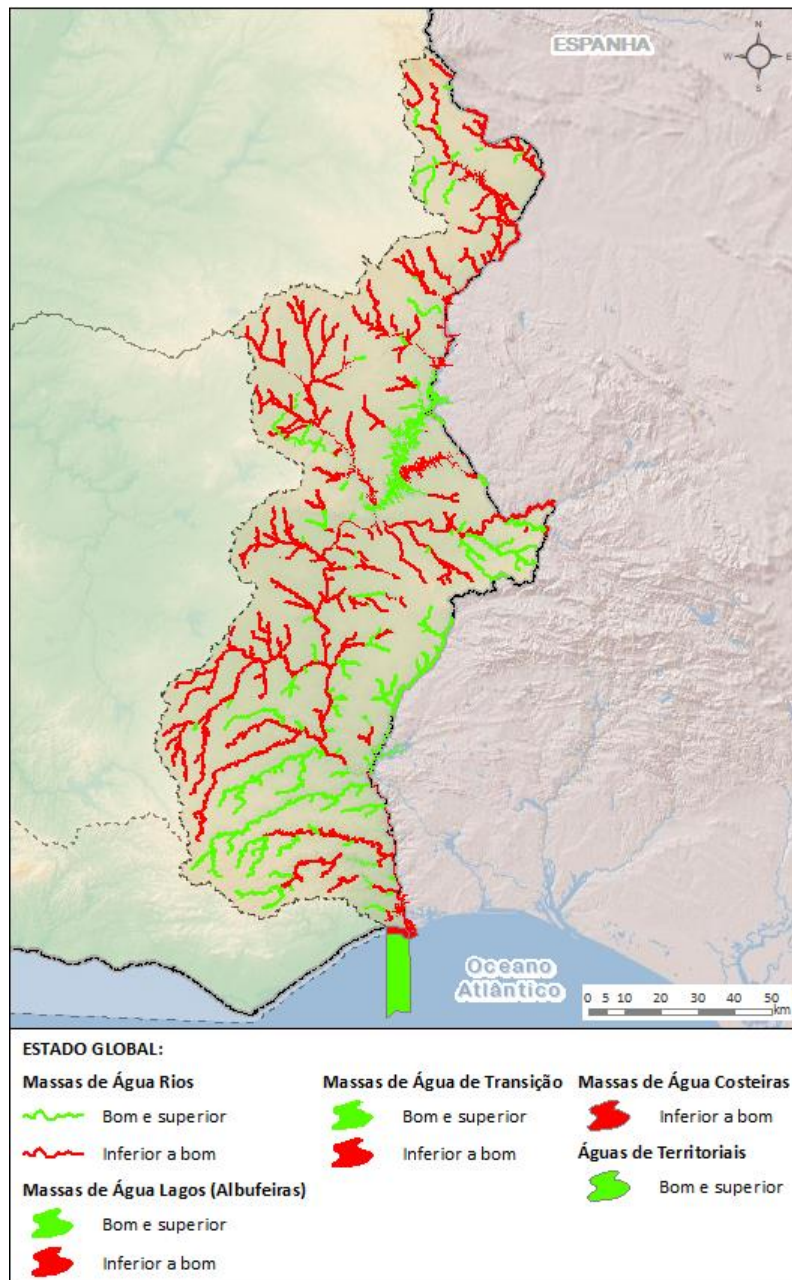 ESPANHA
N
W E
S
Oceano
Atlântico
0 5 10 20 30 40 50
km
ESTADO GLOBAL:
Massas de Água Rios
Bom e superior
Inferior a bom
Massas de Água Lagos (Albufeiras)
Bom e superior
Inferior a bom
Massas de Água de Transição
Bom e superior
Inferior a bom
Massas de Água Costeiras
Inferior a bom
Águas de Territoriais
Bom e superior